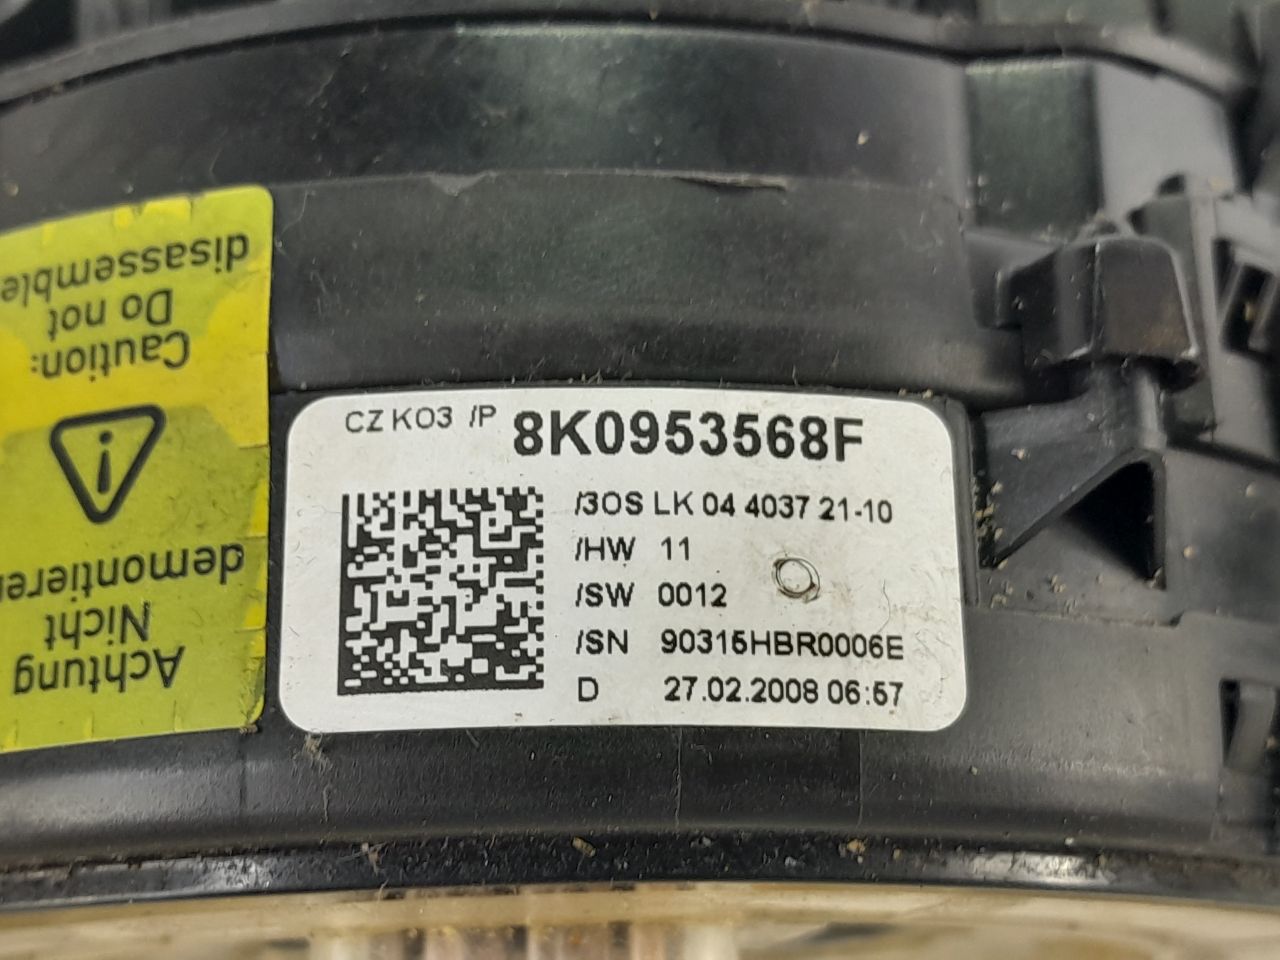 Achtung
Nicht
demontieren
Caution:
Do not
disassemble
CZ KO3 /P 8K0953568F
/3OS LK 04 4037 21-10
/HW 11
/SW 0012
/SN 90315HBR0006E
D 27.02.2008 06:57